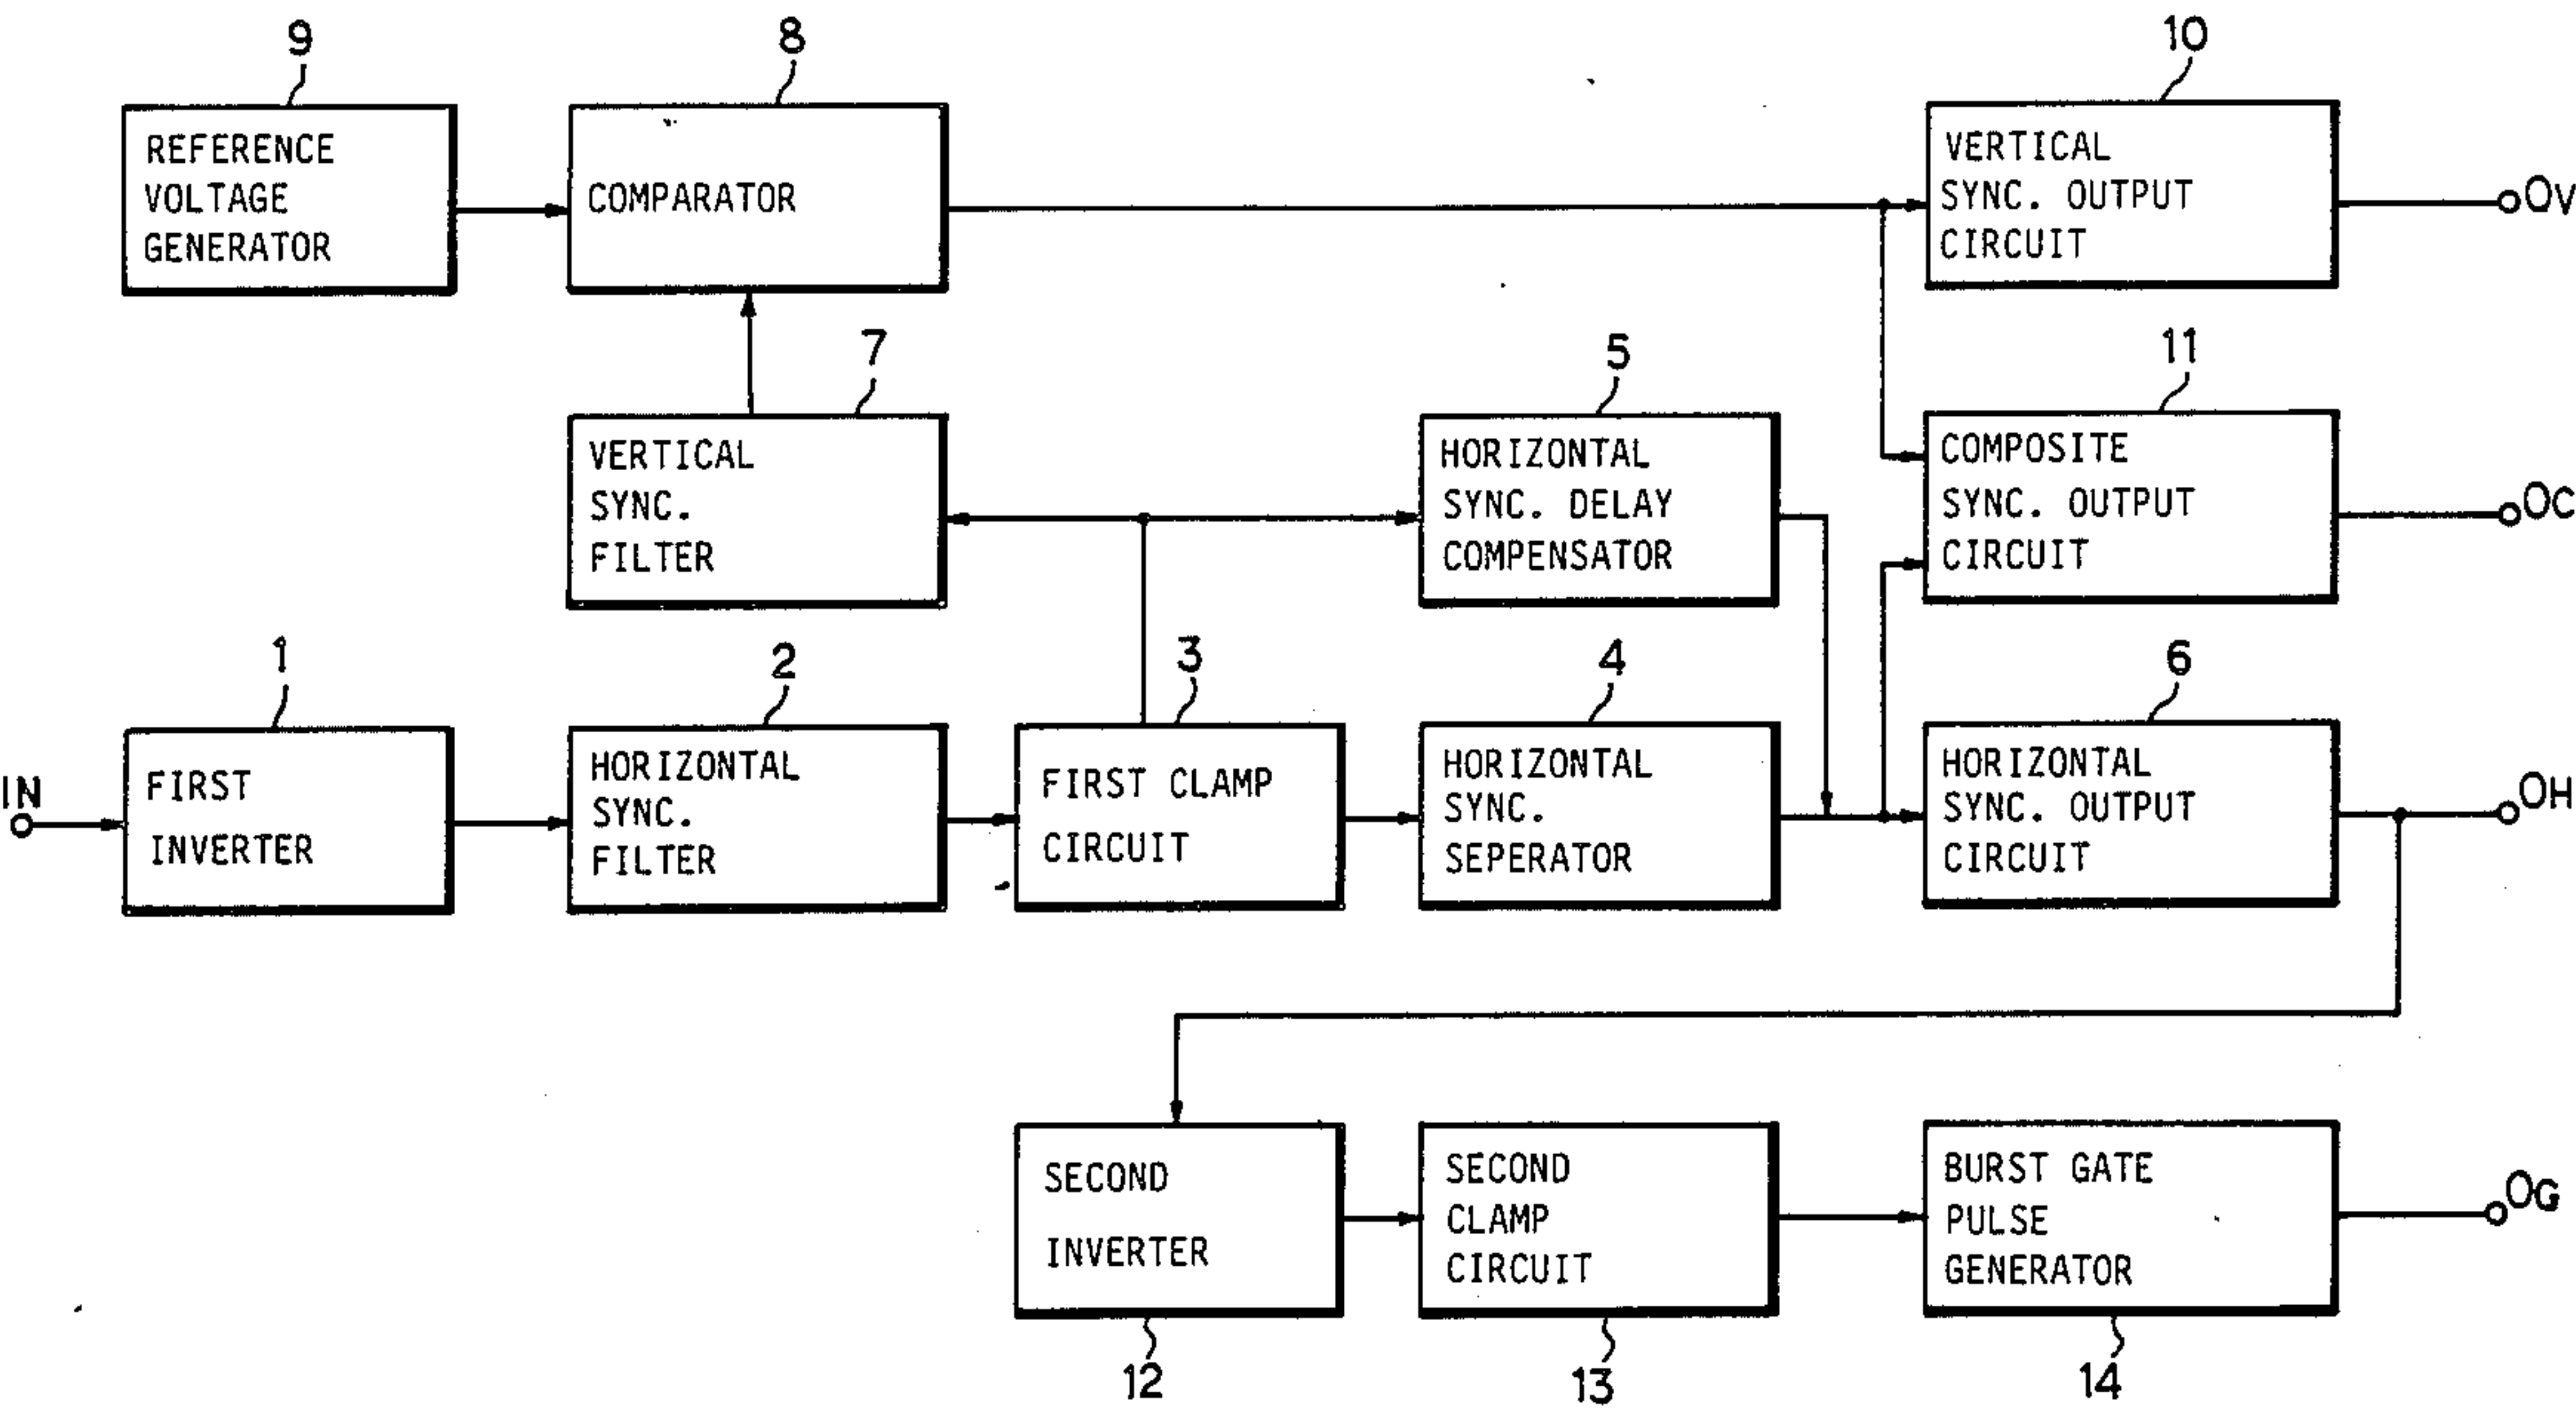 9
8
10
REFERENCE
VOLTAGE
GENERATOR
COMPARATOR
VERTICAL
SYNC. OUTPUT
CIRCUIT
OV
7
5
11
VERTICAL
SYNC.
FILTER
HORIZONTAL
SYNC. DELAY
COMPENSATOR
COMPOSITE
SYNC. OUTPUT
CIRCUIT
OC
1
2
3
4
6
IN
FIRST
INVERTER
HORIZONTAL
SYNC.
FILTER
FIRST CLAMP
CIRCUIT
HORIZONTAL
SYNC.
SEPERATOR
HORIZONTAL
SYNC. OUTPUT
CIRCUIT
OH
SECOND
INVERTER
SECOND
CLAMP
CIRCUIT
BURST GATE
PULSE
GENERATOR
OG
12
13
14